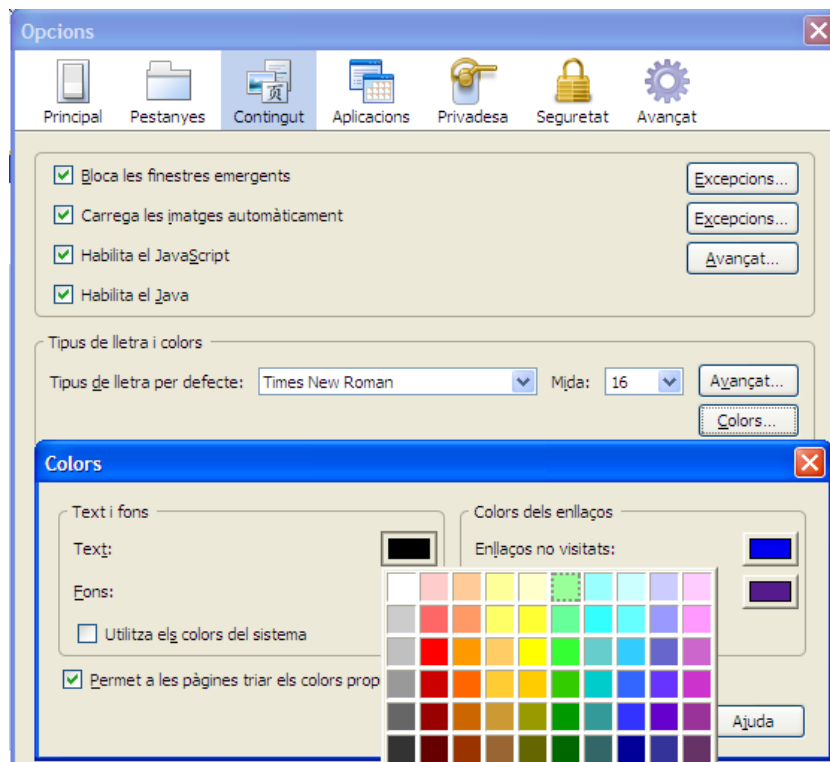 Opcions
Principal Pestanyes Contingut Aplicacions Privadesa Seguretat Avançat
Bloca les finestres emergents Excepcions...
Carrega les imatges automàticament Excepcions...
Habilita el JavaScript Avançat...
Habilita el Java
Tipus de lletra i colors
Tipus de lletra per defecte: Times New Roman Mida: 16 Avançat...
Colors...
Colors
Text i fons Colors dels enllaços
Text: Enllaços no visitats:
Fons:
Utilitza els colors del sistema
Permet a les pàgines triar els colors prop
Ajuda